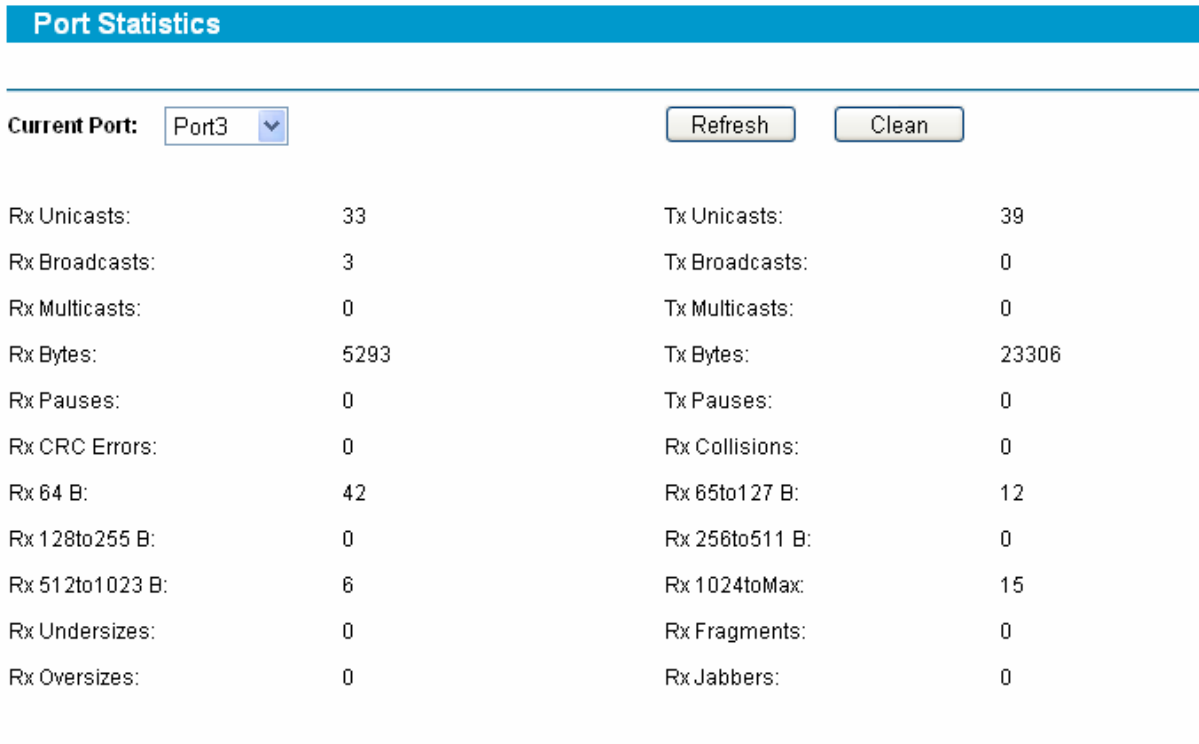 Port Statistics
Current Port: Port3 Refresh Clean
Rx Unicasts: 33 Tx Unicasts: 39
Rx Broadcasts: 3 Tx Broadcasts: 0
Rx Multicasts: 0 Tx Multicasts: 0
Rx Bytes: 5293 Tx Bytes: 23306
Rx Pauses: 0 Tx Pauses: 0
Rx CRC Errors: 0 Rx Collisions: 0
Rx 64 B: 42 Rx 65to127 B: 12
Rx 128to255 B: 0 Rx 256to511 B: 0
Rx 512to1023 B: 6 Rx 1024toMax: 15
Rx Undersizes: 0 Rx Fragments: 0
Rx Oversizes: 0 Rx Jabbers: 0